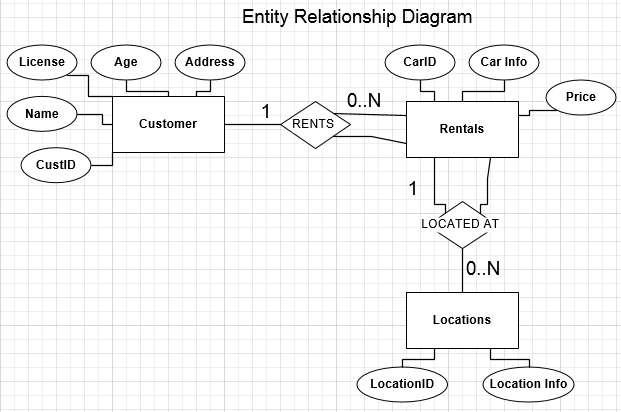 Entity Relationship Diagram
License
Age
Address
CarID
Car Info
Price
Name
Customer
1
RENTS
0..N
Rentals
CustID
1
LOCATED AT
0..N
Locations
LocationID
Location Info